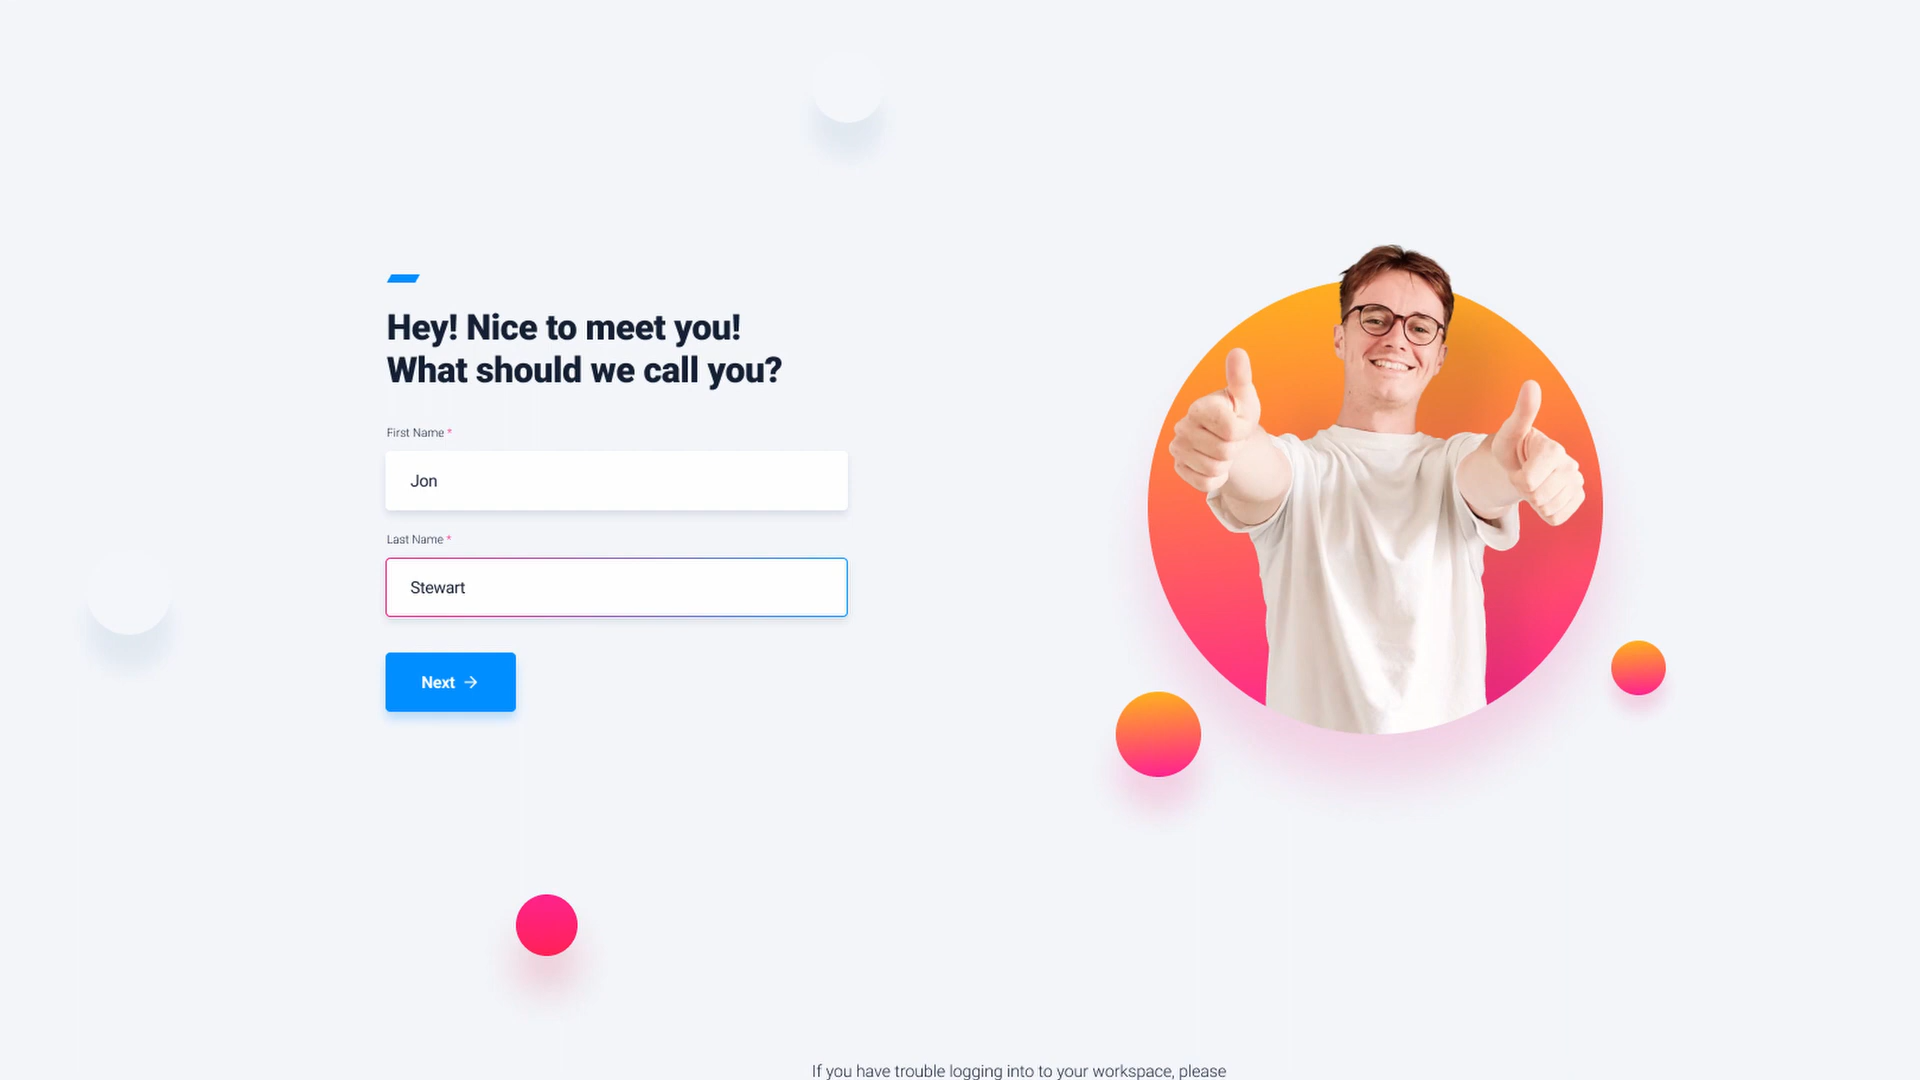 Hey! Nice to meet you!
What should we call you?
First Name *
Jon
Last Name *
Stewart
Next
If you have trouble logging into to your workspace, please